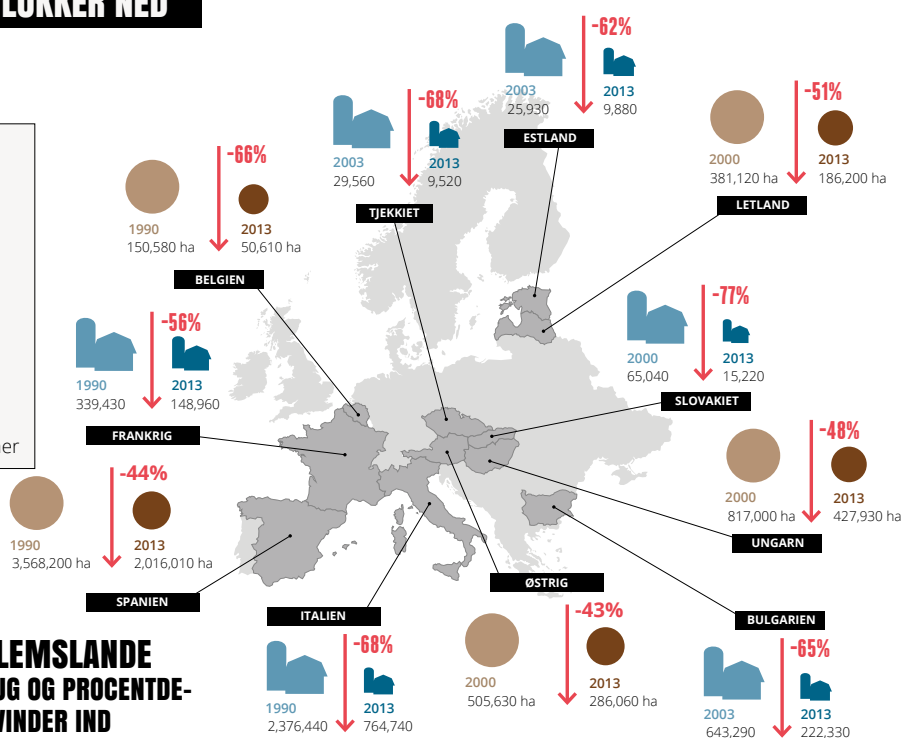 LUKKER NED
-62%
2003
25,930
2013
9,880
ESTLAND
-68%
2003
29,560
2013
9,520
TJEKKIET
-51%
2000
381,120 ha
2013
186,200 ha
LETLAND
-66%
1990
150,580 ha
2013
50,610 ha
BELGIEN
-56%
1990
339,430
2013
148,960
FRANKRIG
-77%
2000
65,040
2013
15,220
SLOVAKIET
er
-44%
1990
3,568,200 ha
2013
2,016,010 ha
SPANIEN
-48%
2000
817,000 ha
2013
427,930 ha
UNGARN
ØSTRIG
-43%
2000
505,630 ha
2013
286,060 ha
ITALIEN
-68%
1990
2,376,440
2013
764,740
BULGARIEN
-65%
2003
643,290
2013
222,330
LEMSLANDE
UG OG PROCENTDE-
VINDER IND